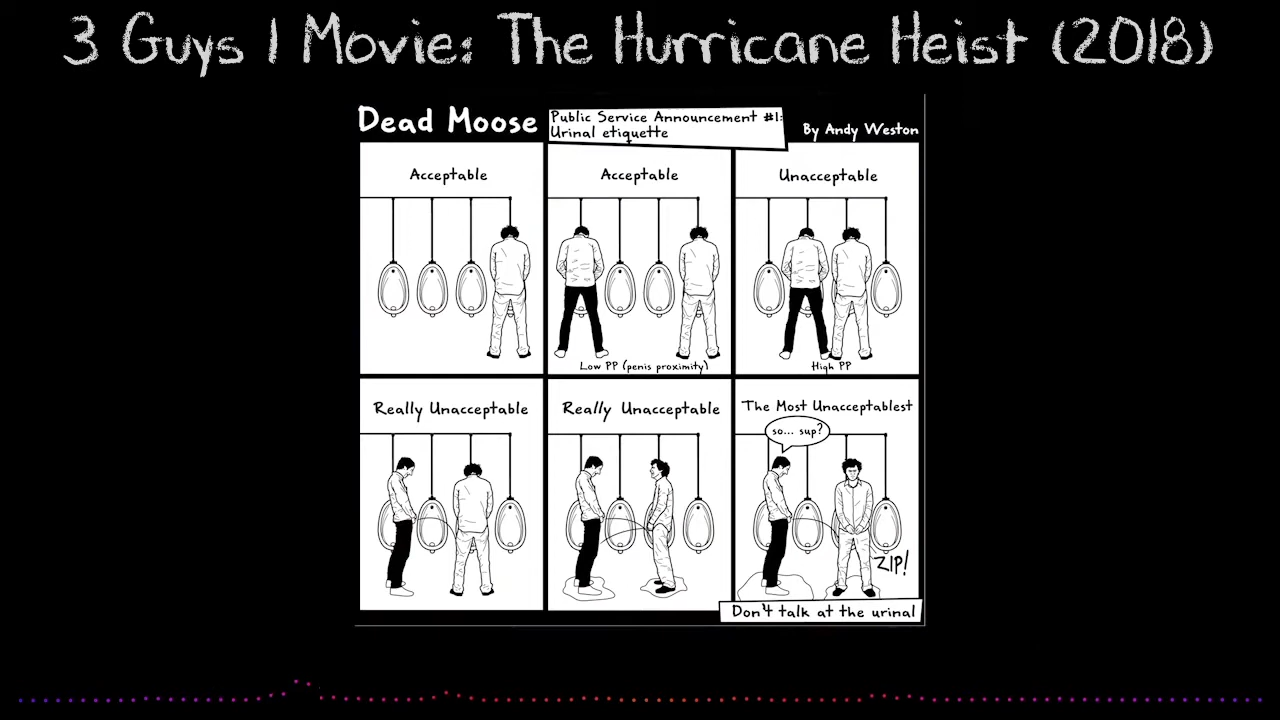 3 Guys 1 Movie: The Hurricane Heist (2018)
Dead Moose
Public Service Announcement #1:
Urinal etiquette
By Andy Weston
Acceptable
Acceptable
Low PP (penis proximity)
Unacceptable
High PP
Really Unacceptable
Really Unacceptable
The Most Unacceptablest
so... sup?
ZIP!
Don't talk at the urinal